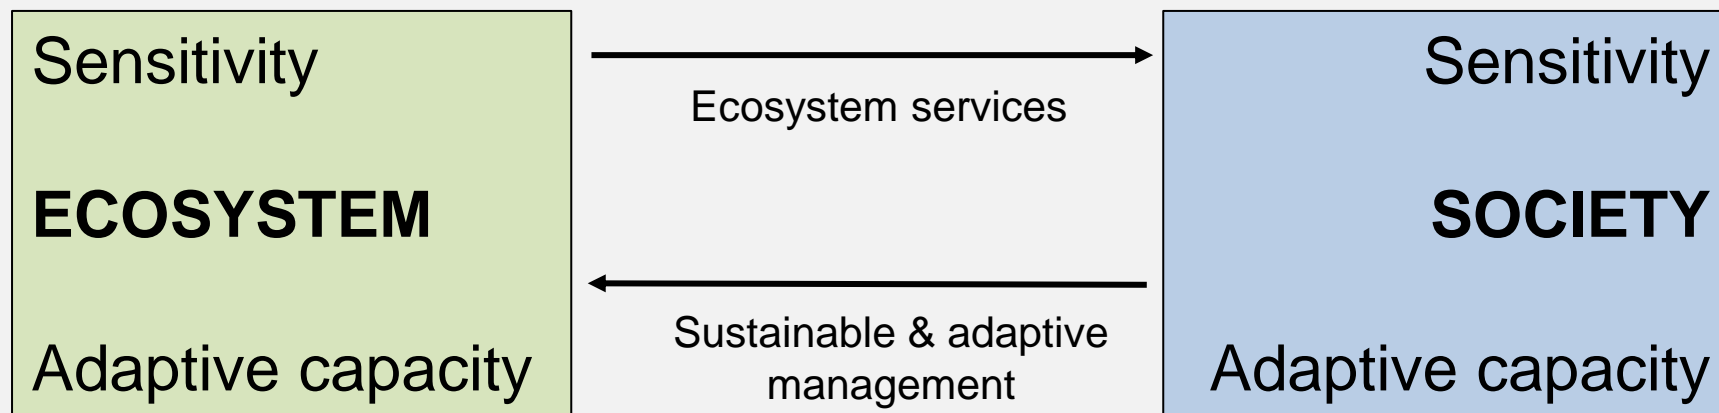 Sensitivity
ECOSYSTEM
Adaptive capacity
Ecosystem services
Sustainable & adaptive
management
Sensitivity
SOCIETY
Adaptive capacity